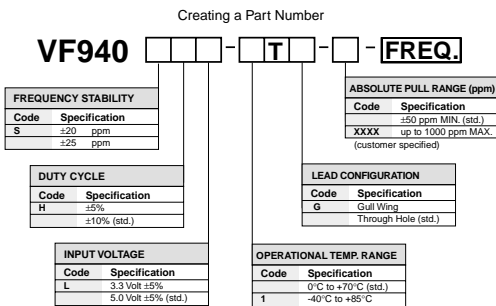 Creating a Part Number
VF940 - T - - FREQ.
FREQUENCY STABILITY
Code Specification
S ±20 ppm
±25 ppm
ABSOLUTE PULL RANGE (ppm)
Code Specification
±50 ppm MIN. (std.)
XXXX up to 1000 ppm MAX.
(customer specified)
DUTY CYCLE
Code Specification
H ±5%
±10% (std.)
LEAD CONFIGURATION
Code Specification
G Gull Wing
Through Hole (std.)
INPUT VOLTAGE
Code Specification
L 3.3 Volt ±5%
5.0 Volt ±5% (std.)
OPERATIONAL TEMP. RANGE
Code Specification
0°C to +70°C (std.)
1 -40°C to +85°C